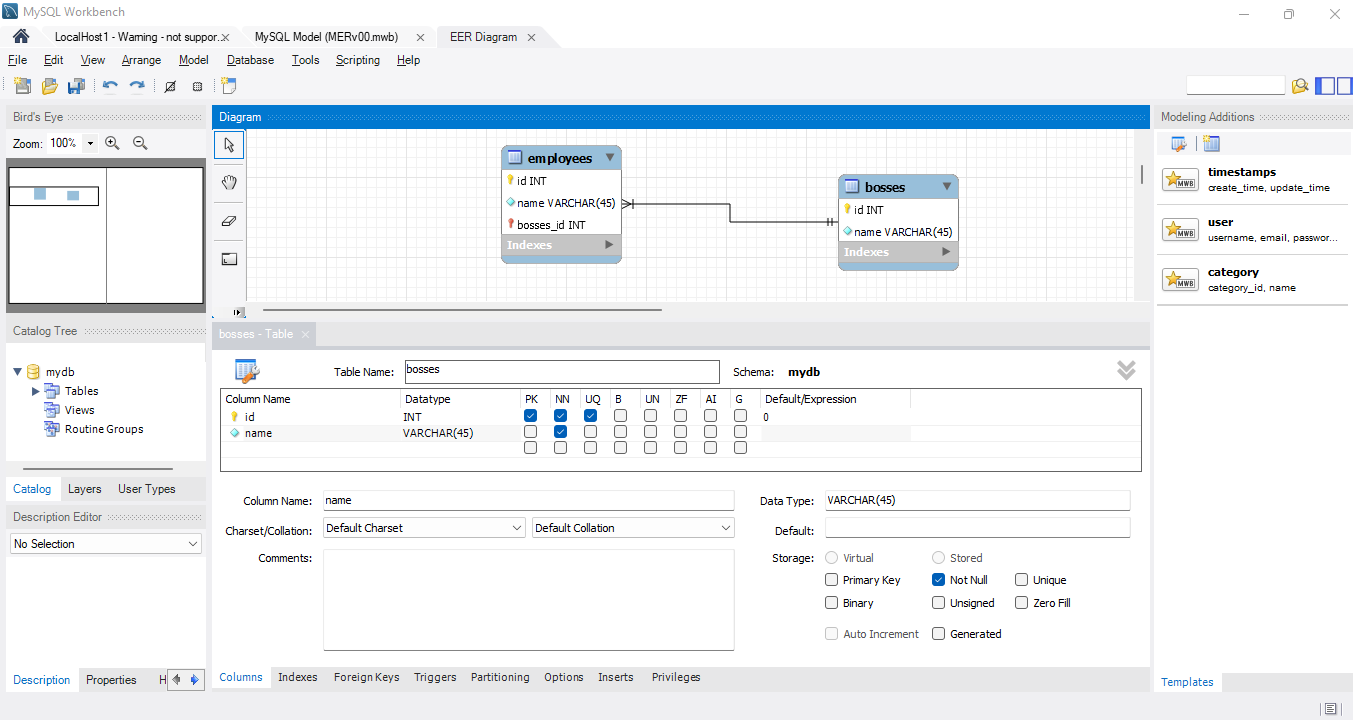 MySQL Workbench
LocalHost1 - Warning - not suppor..
MySQL Model (MERv00.mwb)
EER Diagram
File Edit View Arrange Model Database Tools Scripting Help
Bird's Eye
Zoom: 100%
Diagram
employees
id INT
name VARCHAR(45)
bosses_id INT
Indexes
bosses
id INT
name VARCHAR(45)
Indexes
Modeling Additions
MWB
timestamps
create_time, update_time
MWB
user
username, email, passwor...
MWB
category
category_id, name
Catalog Tree
mydb
Tables
Views
Routine Groups
Catalog Layers User Types
Description Editor
No Selection
Description Properties H
bosses - Table
Table Name: bosses Schema: mydb
Column Name Datatype PK NN UQ B UN ZF AI G Default/Expression
id INT 0
name VARCHAR(45)
Column Name: name
Data Type: VARCHAR(45)
Charset/Collation: Default Charset Default Collation
Default:
Comments:
Storage: Virtual Stored
Primary Key Not Null Unique
Binary Unsigned Zero Fill
Auto Increment Generated
Columns Indexes Foreign Keys Triggers Partitioning Options Inserts Privileges
Templates